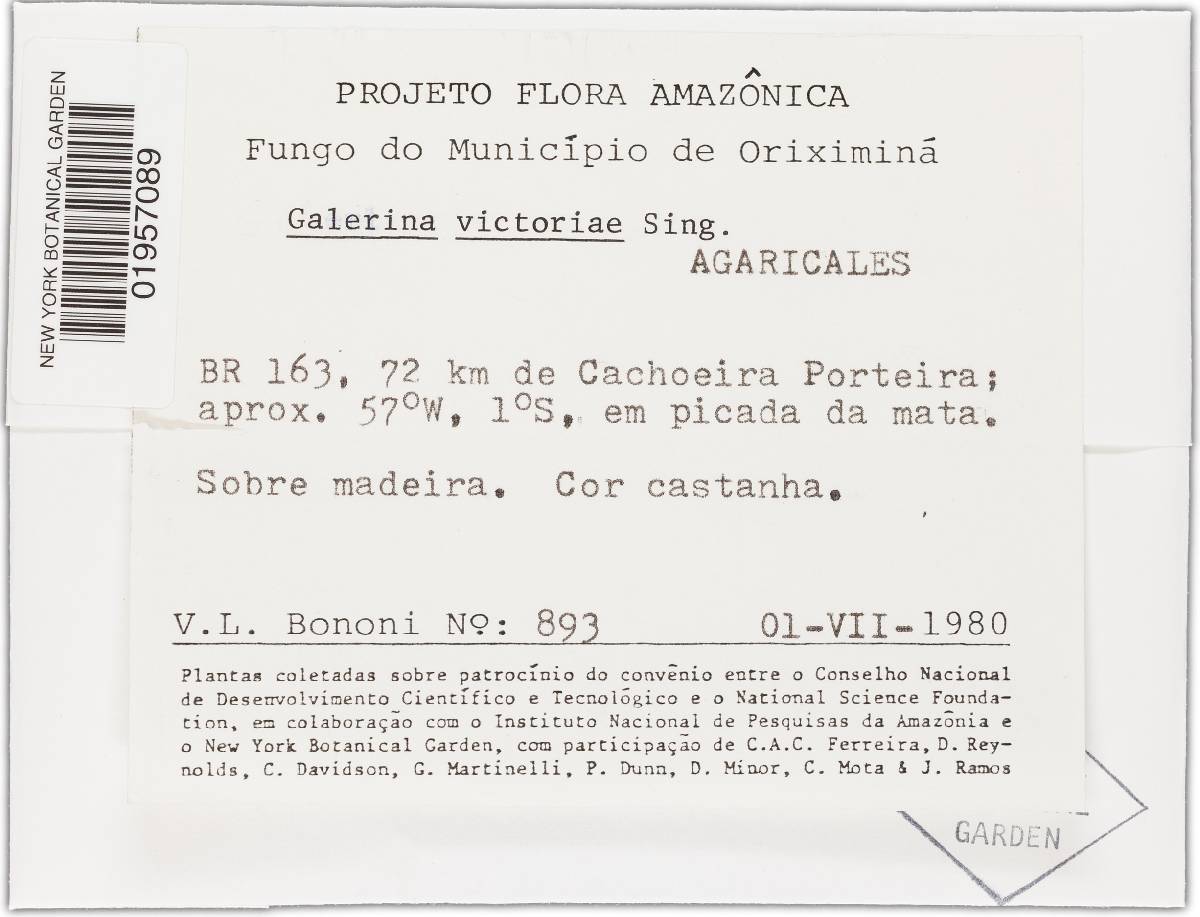 NEW YORK BOTANICAL GARDEN
01957089
PROJETO FLORA AMAZÔNICA
Fungo do Município de Oriximiná
Galerina victoriae Sing.
AGARICALES
BR 163, 72 km de Cachoeira Porteira;
aprox. 57ºW, 1ºS, em picada da mata.
Sobre madeira. Cor castanha.
V.L. Bononi Nº: 893 01-VII-1980
Plantas coletadas sobre patrocínio do convênio entre o Conselho Nacional
de Desenvolvimento Científico e Tecnológico e o National Science Founda-
tion, em colaboração com o Instituto Nacional de Pesquisas da Amazônia e
o New York Botanical Garden, com participação de C.A.C. Ferreira, D. Rey-
nolds, C. Davidson, G. Martinelli, P. Dunn, D. Minor, C. Mota & J. Ramos
GARDEN